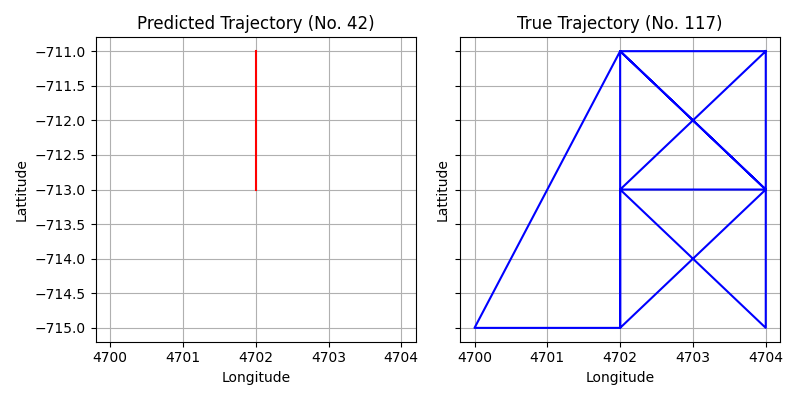 Predicted Trajectory (No. 42)
True Trajectory (No. 117)
−711.0
−711.5
−712.0
−712.5
−713.0
−713.5
−714.0
−714.5
−715.0
Lattitude
Lattitude
4700 4701 4702 4703 4704
4700 4701 4702 4703 4704
Longitude
Longitude